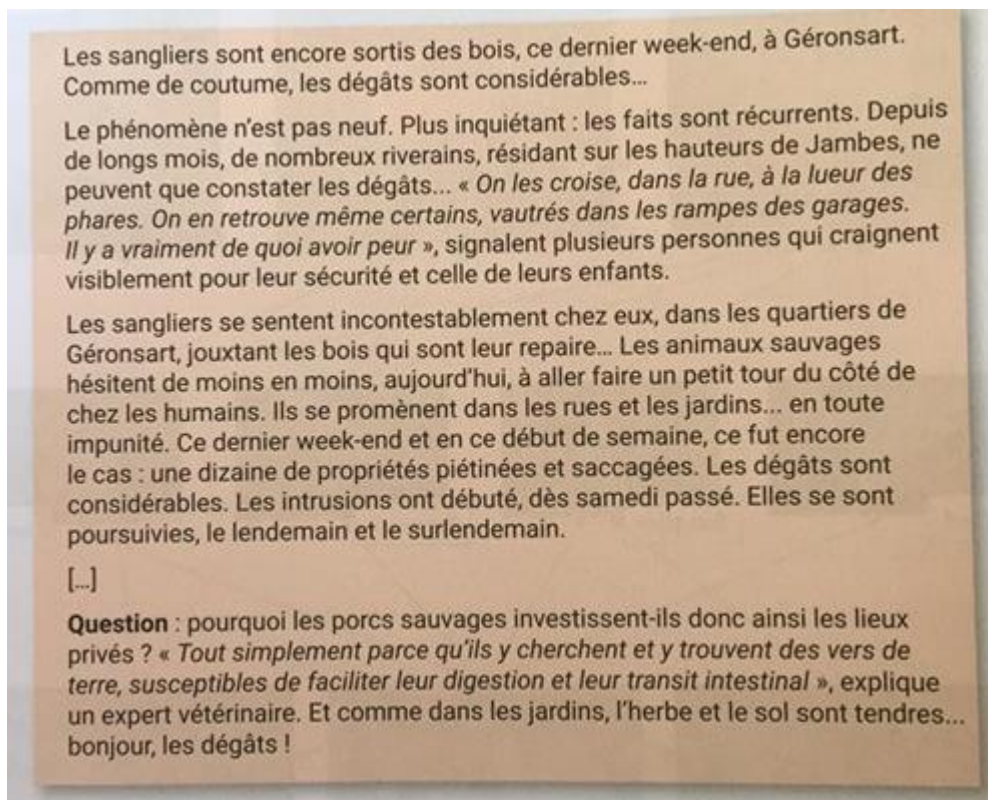 Les sangliers sont encore sortis des bois, ce dernier week-end, à Géronsart.
Comme de coutume, les dégâts sont considérables...
Le phénomène n'est pas neuf. Plus inquiétant : les faits sont récurrents. Depuis
de longs mois, de nombreux riverains, résidant sur les hauteurs de Jambes, ne
peuvent que constater les dégâts... « On les croise, dans la rue, à la lueur des
phares. On en retrouve même certains, vautrés dans les rampes des garages.
Il y a vraiment de quoi avoir peur », signalent plusieurs personnes qui craignent
visiblement pour leur sécurité et celle de leurs enfants.
Les sangliers se sentent incontestablement chez eux, dans les quartiers de
Géronsart, jouxtant les bois qui sont leur repaire... Les animaux sauvages
hésitent de moins en moins, aujourd'hui, à aller faire un petit tour du côté de
chez les humains. Ils se promènent dans les rues et les jardins... en toute
impunité. Ce dernier week-end et en ce début de semaine, ce fut encore
le cas : une dizaine de propriétés piétinées et saccagées. Les dégâts sont
considérables. Les intrusions ont débuté, dès samedi passé. Elles se sont
poursuivies, le lendemain et le surlendemain.
[...]
Question : pourquoi les porcs sauvages investissent-ils donc ainsi les lieux
privés ? « Tout simplement parce qu'ils y cherchent et y trouvent des vers de
terre, susceptibles de faciliter leur digestion et leur transit intestinal », explique
un expert vétérinaire. Et comme dans les jardins, l'herbe et le sol sont tendres...
bonjour, les dégâts !